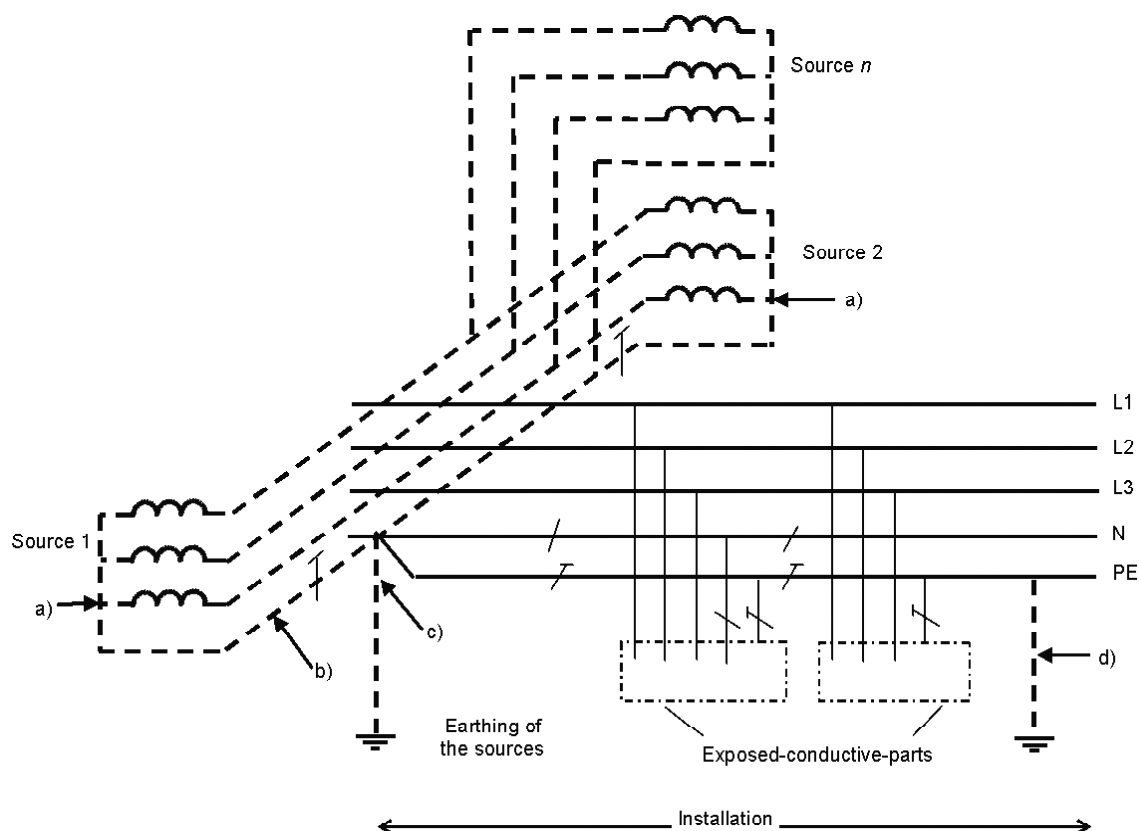 Source n
Source 2
a)
L1
L2
L3
N
PE
Source 1
a)
b)
c)
d)
Earthing of
the sources
Exposed-conductive-parts
Installation